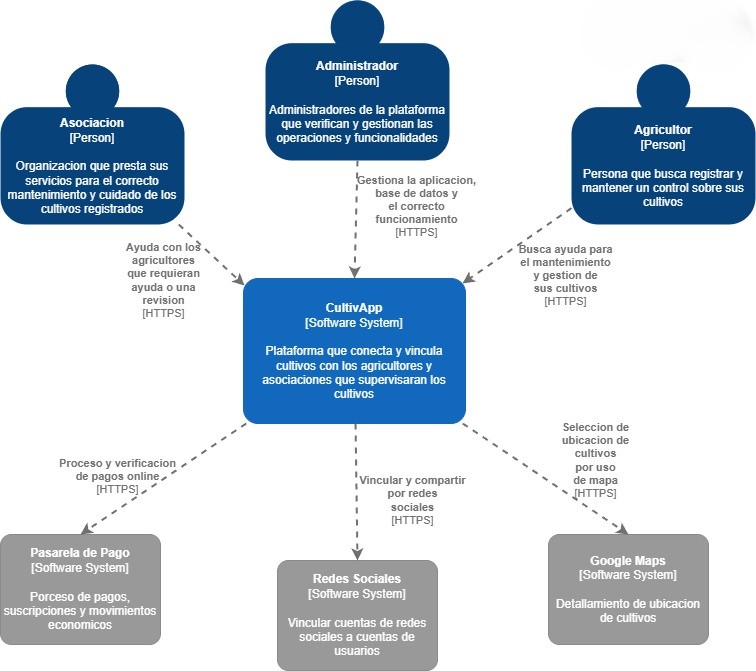 Administrador
[Person]
Administradores de la plataforma
que verifican y gestionan las
operaciones y funcionalidades
Asociacion
[Person]
Organizacion que presta sus
servicios para el correcto
mantenimiento y cuidado de los
cultivos registrados
Agricultor
[Person]
Persona que busca registrar y
mantener un control sobre sus
cultivos
Gestiona la aplicacion,
base de datos y
el correcto
funcionamiento
[HTTPS]
Ayuda con los
agricultores
que requieran
ayuda o una
revision
[HTTPS]
Busca ayuda para
el mantenimiento
y gestion de
sus cultivos
[HTTPS]
CultivApp
[Software System]
Plataforma que conecta y vincula
cultivos con los agricultores y
asociaciones que supervisaran los
cultivos
Proceso y verificacion
de pagos online
[HTTPS]
Vincular y compartir
por redes
sociales
[HTTPS]
Seleccion de
ubicacion de
cultivos
por uso
de mapa
[HTTPS]
Pasarela de Pago
[Software System]
Porceso de pagos,
suscripciones y movimientos
economicos
Redes Sociales
[Software System]
Vincular cuentas de redes
sociales a cuentas de
usuarios
Google Maps
[Software System]
Detallamiento de ubicacion
de cultivos